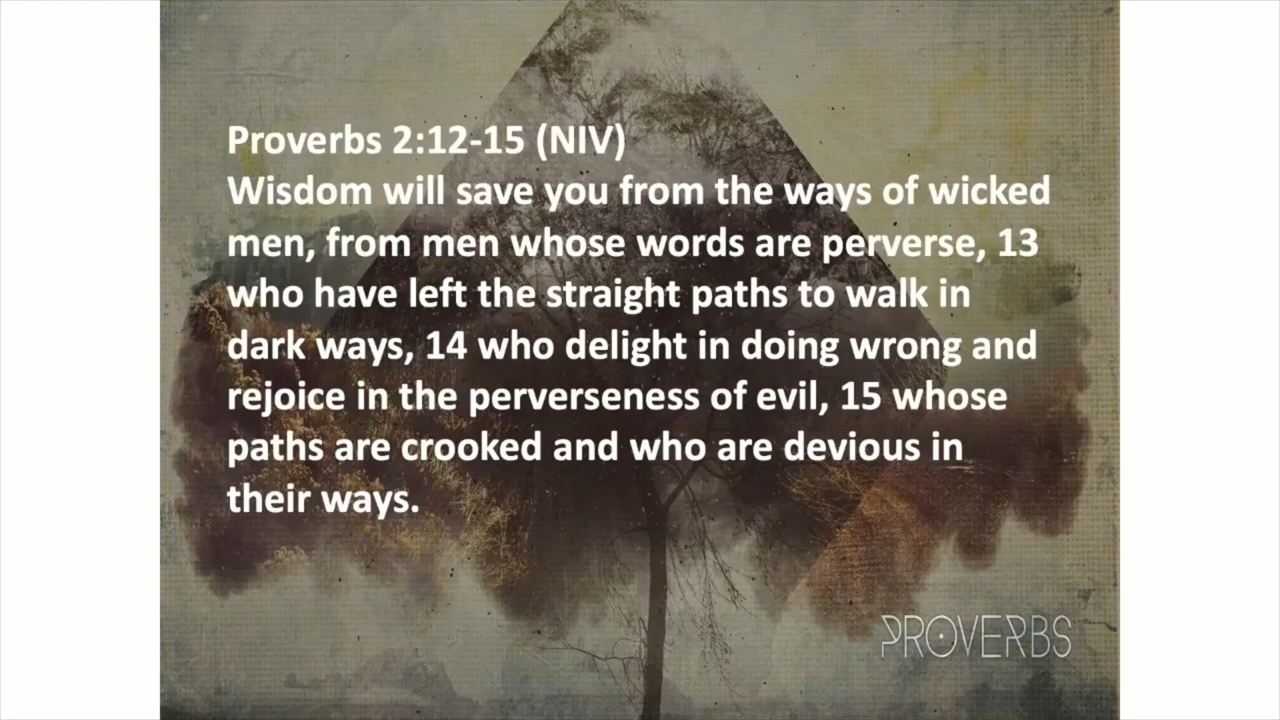 Proverbs 2:12-15 (NIV)
Wisdom will save you from the ways of wicked
men, from men whose words are perverse, 13
who have left the straight paths to walk in
dark ways, 14 who delight in doing wrong and
rejoice in the perverseness of evil, 15 whose
paths are crooked and who are devious in
their ways.
PROVERBS